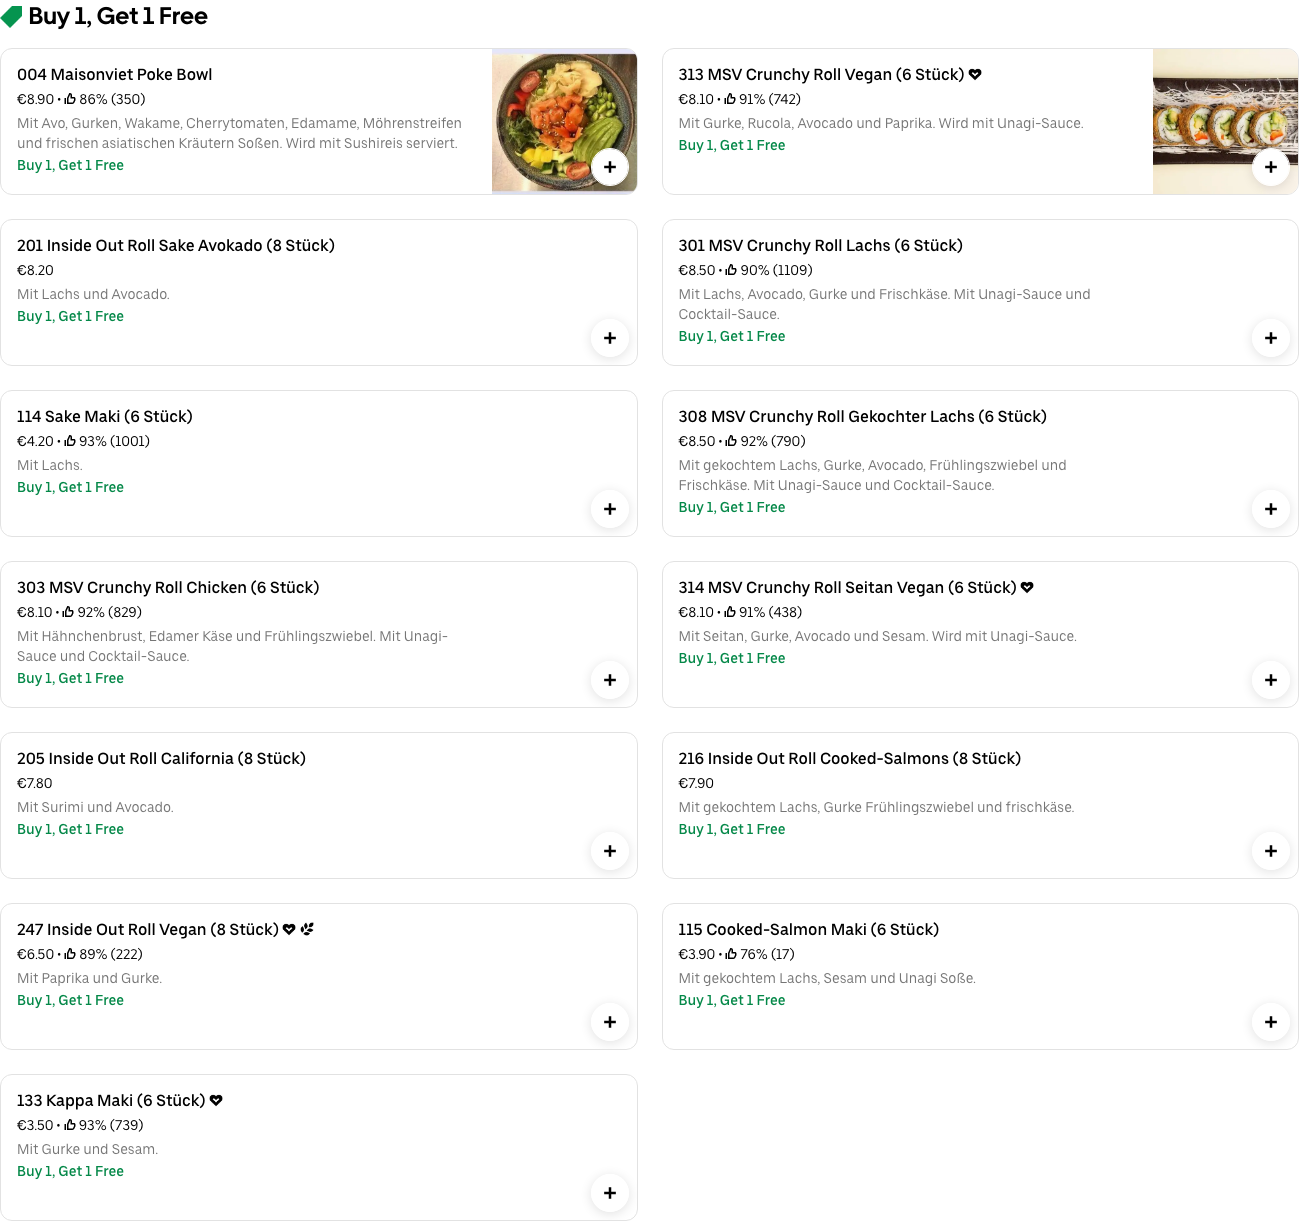 Buy 1, Get 1 Free
004 Maisonviet Poke Bowl
€8.90 • 86% (350)
Mit Avo, Gurken, Wakame, Cherrytomaten, Edamame, Möhrenstreifen
und frischen asiatischen Kräutern Soßen. Wird mit Sushireis serviert.
Buy 1, Get 1 Free
313 MSV Crunchy Roll Vegan (6 Stück)
€8.10 • 91% (742)
Mit Gurke, Rucola, Avocado und Paprika. Wird mit Unagi-Sauce.
Buy 1, Get 1 Free
201 Inside Out Roll Sake Avokado (8 Stück)
€8.20
Mit Lachs und Avocado.
Buy 1, Get 1 Free
301 MSV Crunchy Roll Lachs (6 Stück)
€8.50 • 90% (1109)
Mit Lachs, Avocado, Gurke und Frischkäse. Mit Unagi-Sauce und
Cocktail-Sauce.
Buy 1, Get 1 Free
114 Sake Maki (6 Stück)
€4.20 • 93% (1001)
Mit Lachs.
Buy 1, Get 1 Free
308 MSV Crunchy Roll Gekochter Lachs (6 Stück)
€8.50 • 92% (790)
Mit gekochtem Lachs, Gurke, Avocado, Frühlingszwiebel und
Frischkäse. Mit Unagi-Sauce und Cocktail-Sauce.
Buy 1, Get 1 Free
303 MSV Crunchy Roll Chicken (6 Stück)
€8.10 • 92% (829)
Mit Hähnchenbrust, Edamer Käse und Frühlingszwiebel. Mit Unagi-
Sauce und Cocktail-Sauce.
Buy 1, Get 1 Free
314 MSV Crunchy Roll Seitan Vegan (6 Stück)
€8.10 • 91% (438)
Mit Seitan, Gurke, Avocado und Sesam. Wird mit Unagi-Sauce.
Buy 1, Get 1 Free
205 Inside Out Roll California (8 Stück)
€7.80
Mit Surimi und Avocado.
Buy 1, Get 1 Free
216 Inside Out Roll Cooked-Salmons (8 Stück)
€7.90
Mit gekochtem Lachs, Gurke Frühlingszwiebel und frischkäse.
Buy 1, Get 1 Free
247 Inside Out Roll Vegan (8 Stück)
€6.50 • 89% (222)
Mit Paprika und Gurke.
Buy 1, Get 1 Free
115 Cooked-Salmon Maki (6 Stück)
€3.90 • 76% (17)
Mit gekochtem Lachs, Sesam und Unagi Soße.
Buy 1, Get 1 Free
133 Kappa Maki (6 Stück)
€3.50 • 93% (739)
Mit Gurke und Sesam.
Buy 1, Get 1 Free